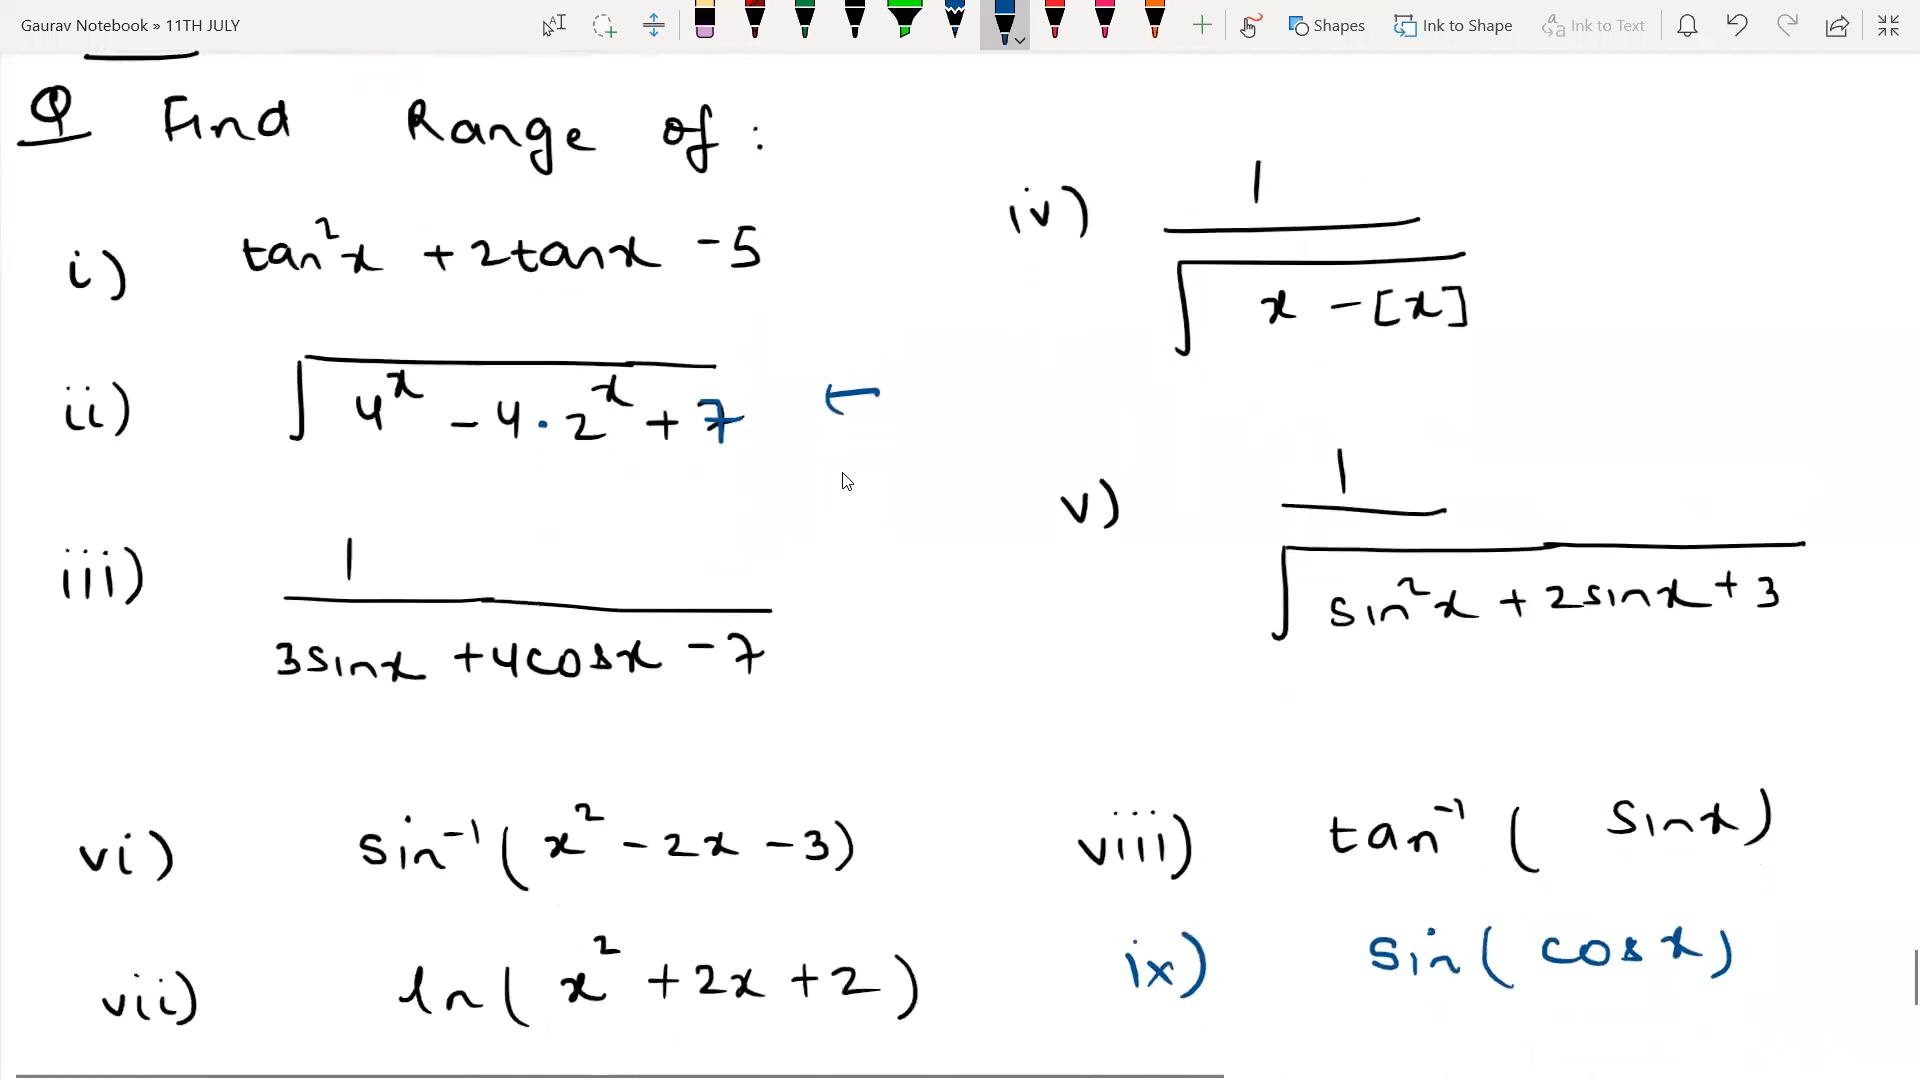 Gaurav Notebook » 11TH JULY
Shapes
Ink to Shape
Ink to Text
Q Find Range of :
i) tan²x + 2tanx - 5
ii) √(4^x - 4·2^x + 7) ←
iii) 1/(3sinx + 4cosx - 7)
iv) 1/√(x - [x])
v) 1/√(sin²x + 2sinx + 3)
vi) sin⁻¹(x² - 2x - 3)
vii) ln(x² + 2x + 2)
viii) tan⁻¹( sinx)
ix) sin( cosx)